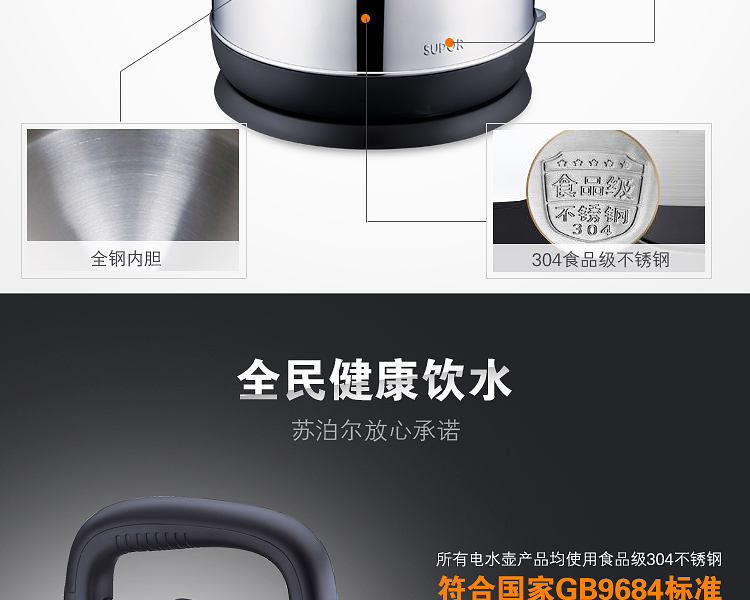 SUPOR
全钢内胆
食品级
不锈钢
304
304食品级不锈钢
全民健康饮水
苏泊尔放心承诺
所有电水壶产品均使用食品级304不锈钢
符合国家GB9684标准